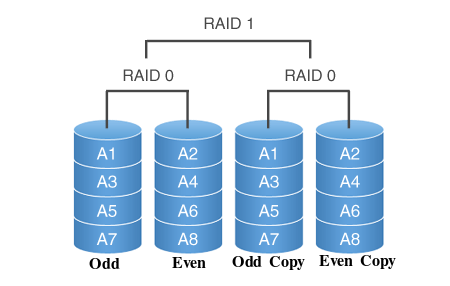 RAID 1
RAID 0 RAID 0
A1 A2 A1 A2
A3 A4 A3 A4
A5 A6 A5 A6
A7 A8 A7 A8
Odd Even Odd Copy Even Copy